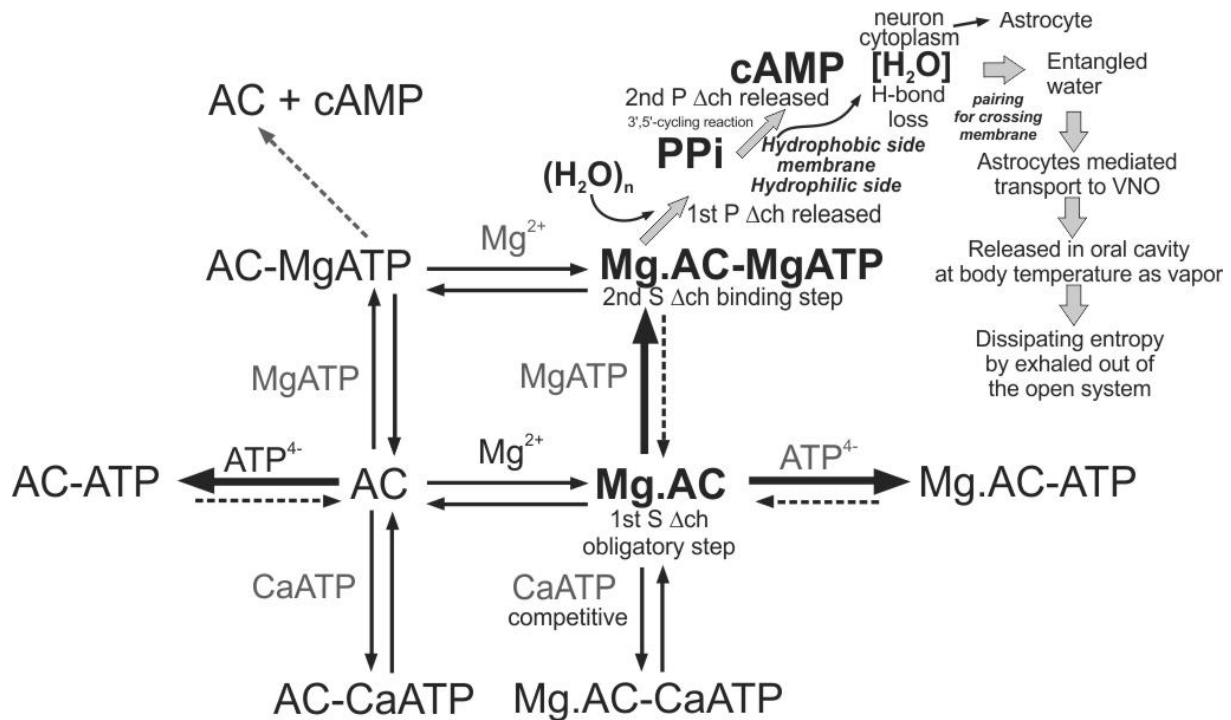 neuron
cytoplasm
Astrocyte
cAMP
[H₂O]
H-bond
loss
Entangled
water
2nd P Δch released
3',5'-cycling reaction
PPi
pairing
for crossing
membrane
Hydrophobic side
membrane
Hydrophilic side
(H₂O)n
1st P Δch released
Astrocytes mediated
transport to VNO
Released in oral cavity
at body temperature as vapor
Dissipating entropy
by exhaled out of
the open system
AC + cAMP
AC-MgATP
Mg²⁺
Mg.AC-MgATP
2nd S Δch binding step
MgATP
MgATP
AC-ATP
ATP⁴⁻
AC
Mg²⁺
Mg.AC
1st S Δch
obligatory step
ATP⁴⁻
Mg.AC-ATP
CaATP
CaATP
competitive
AC-CaATP
Mg.AC-CaATP